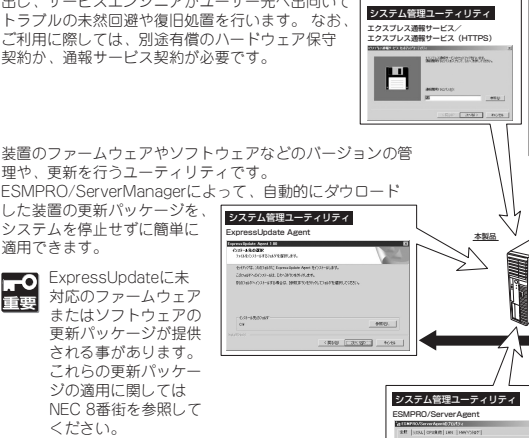 出し、サービスエンジニアがユーザー先へ出向いて
トラブルの未然回避や復旧処置を行います。なお、
ご利用に際しては、別途有償のハードウェア保守
契約か、通報サービス契約が必要です。
システム管理ユーティリティ
エクスプレス通報サービス/
エクスプレス通報サービス（HTTPS）
装置のファームウェアやソフトウェアなどのバージョンの管
理や、更新を行うユーティリティです。
ESMPRO/ServerManagerによって、自動的にダウロード
した装置の更新パッケージを、
システムを停止せずに簡単に
適用できます。
重要
ExpressUpdateに未
対応のファームウェア
またはソフトウェアの
更新パッケージが提供
される事があります。
これらの更新パッケー
ジの適用に関しては
NEC 8番街を参照して
ください。
システム管理ユーティリティ
ExpressUpdate Agent
インストール先の選択
本製品
システム管理ユーティリティ
ESMPRO/ServerAgent